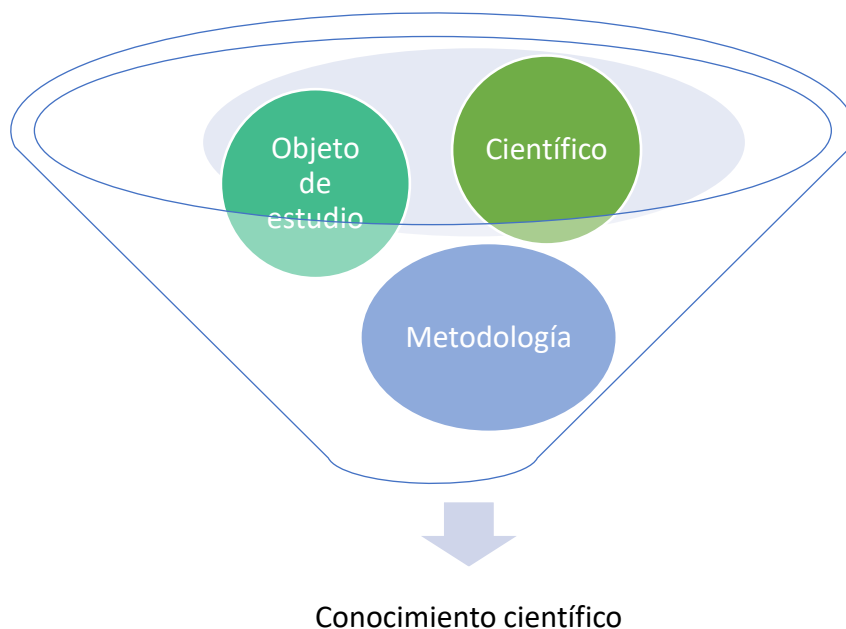 Objeto
de
estudio
Científico
Metodología
Conocimiento científico